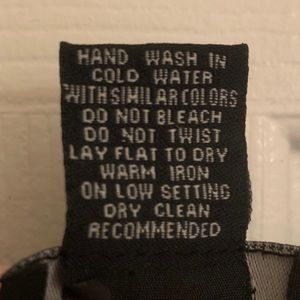 HAND WASH IN
COLD WATER
WITH SIMILAR COLORS
DO NOT BLEACH
DO NOT TWIST
LAY FLAT TO DRY
WARM IRON
ON LOW SETTING
DRY CLEAN
RECOMMENDED